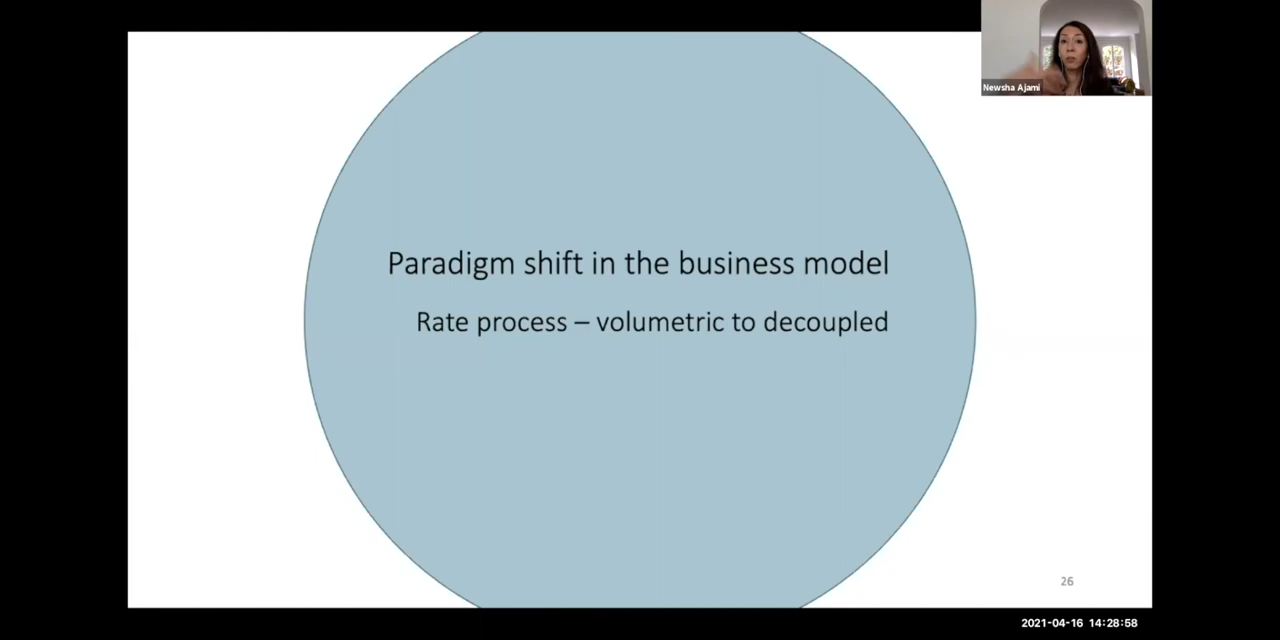 Newsha Ajami
Paradigm shift in the business model
Rate process – volumetric to decoupled
26
2021-04-16 14:28:58